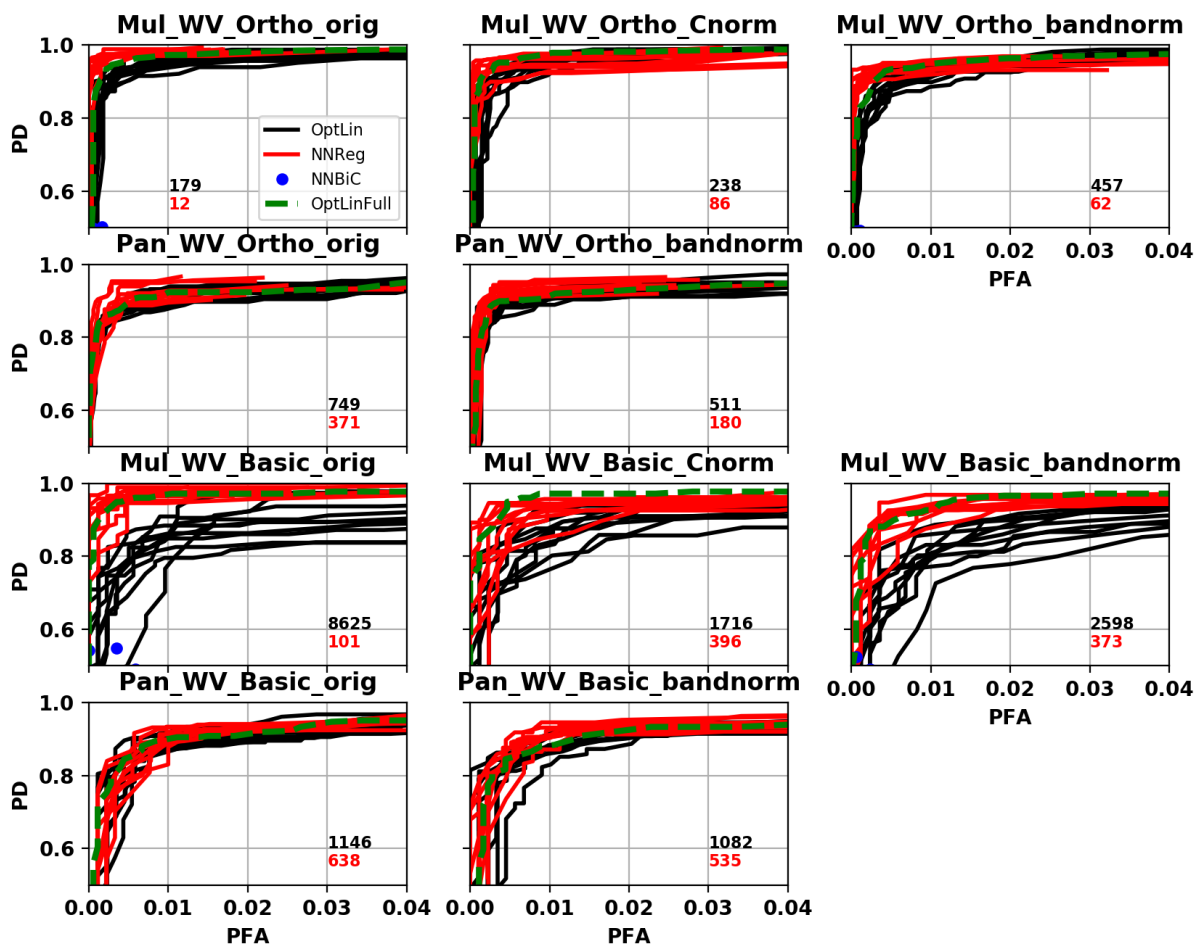 Mul_WV_Ortho_orig
Mul_WV_Ortho_Cnorm
Mul_WV_Ortho_bandnorm
1.0
0.8
0.6
PD
OptLin
NNReg
NNBiC
OptLinFull
179
12
238
86
457
62
0.00 0.01 0.02 0.03 0.04
PFA
Pan_WV_Ortho_orig
Pan_WV_Ortho_bandnorm
1.0
0.8
0.6
PD
749
371
511
180
Mul_WV_Basic_orig
Mul_WV_Basic_Cnorm
Mul_WV_Basic_bandnorm
1.0
0.8
0.6
PD
8625
101
1716
396
2598
373
0.00 0.01 0.02 0.03 0.04
PFA
Pan_WV_Basic_orig
Pan_WV_Basic_bandnorm
1.0
0.8
0.6
PD
1146
638
1082
535
0.00 0.01 0.02 0.03 0.04
PFA
0.00 0.01 0.02 0.03 0.04
PFA